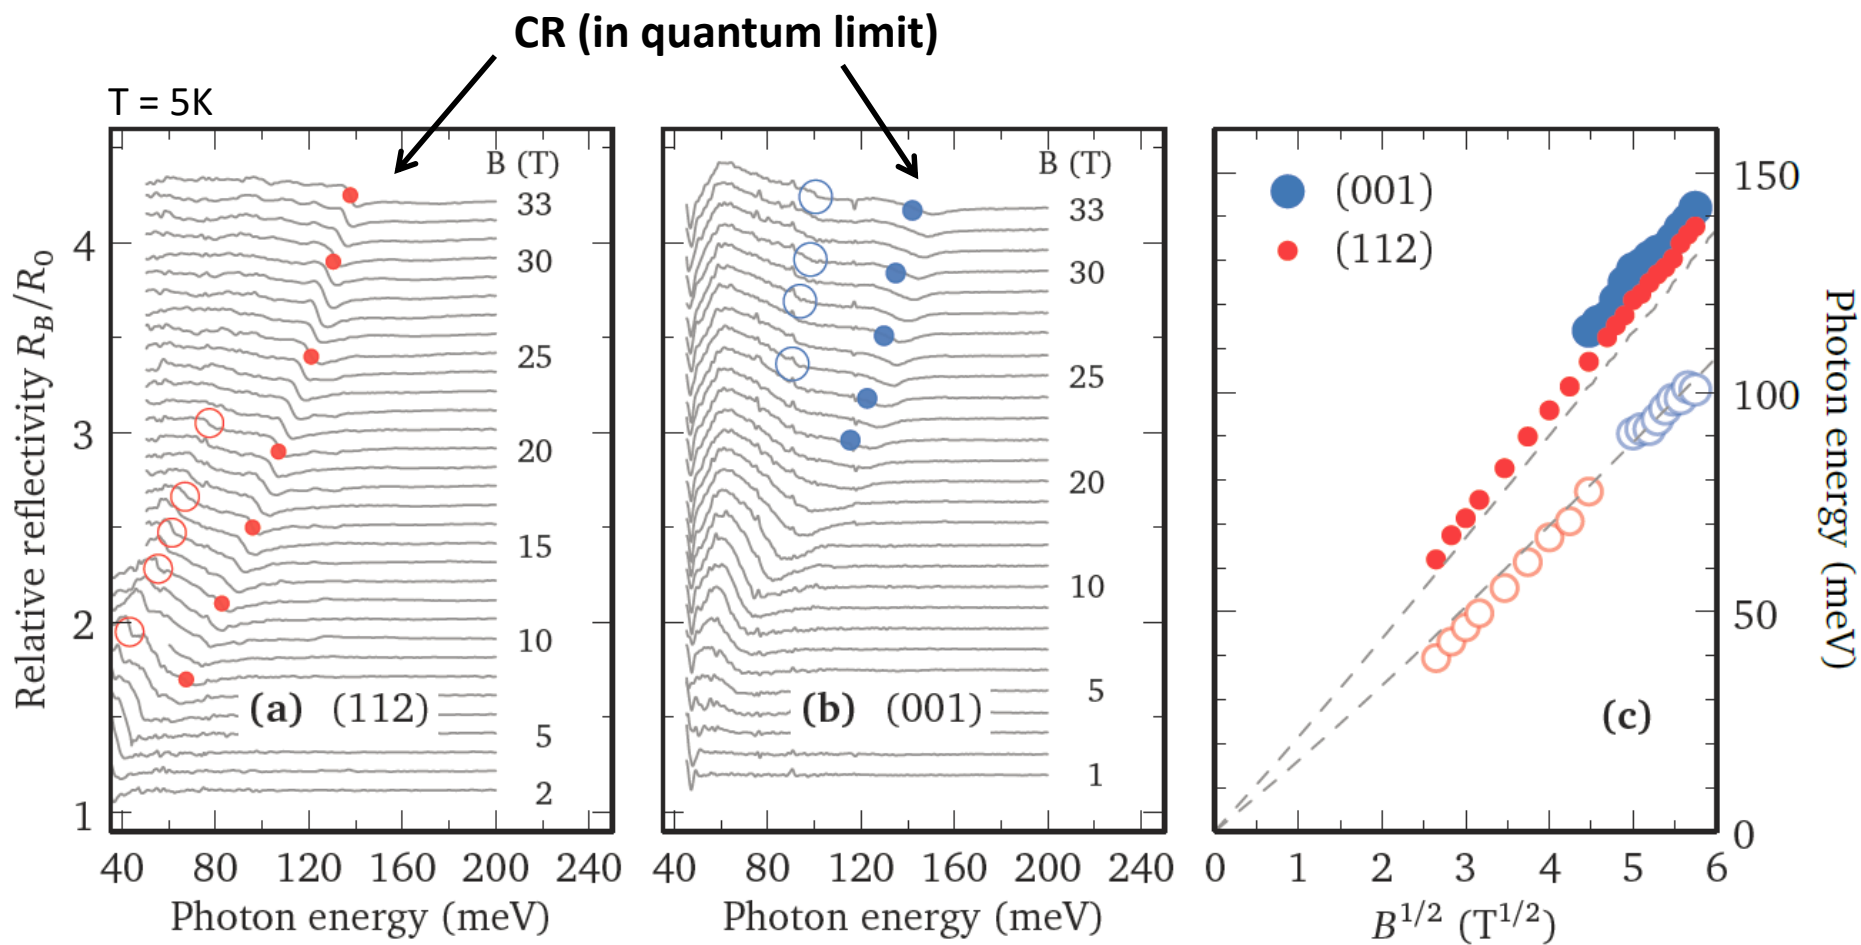 CR (in quantum limit)
T = 5K
Relative reflectivity R_B/R_0
4
3
2
1
B (T)
33
30
25
20
15
10
5
2
(a) (112)
40 80 120 160 200 240
Photon energy (meV)
B (T)
33
30
25
20
10
5
1
(b) (001)
40 80 120 160 200 240
Photon energy (meV)
(001)
(112)
(c)
150
100
50
0
Photon energy (meV)
0 1 2 3 4 5 6
B^{1/2} (T^{1/2})